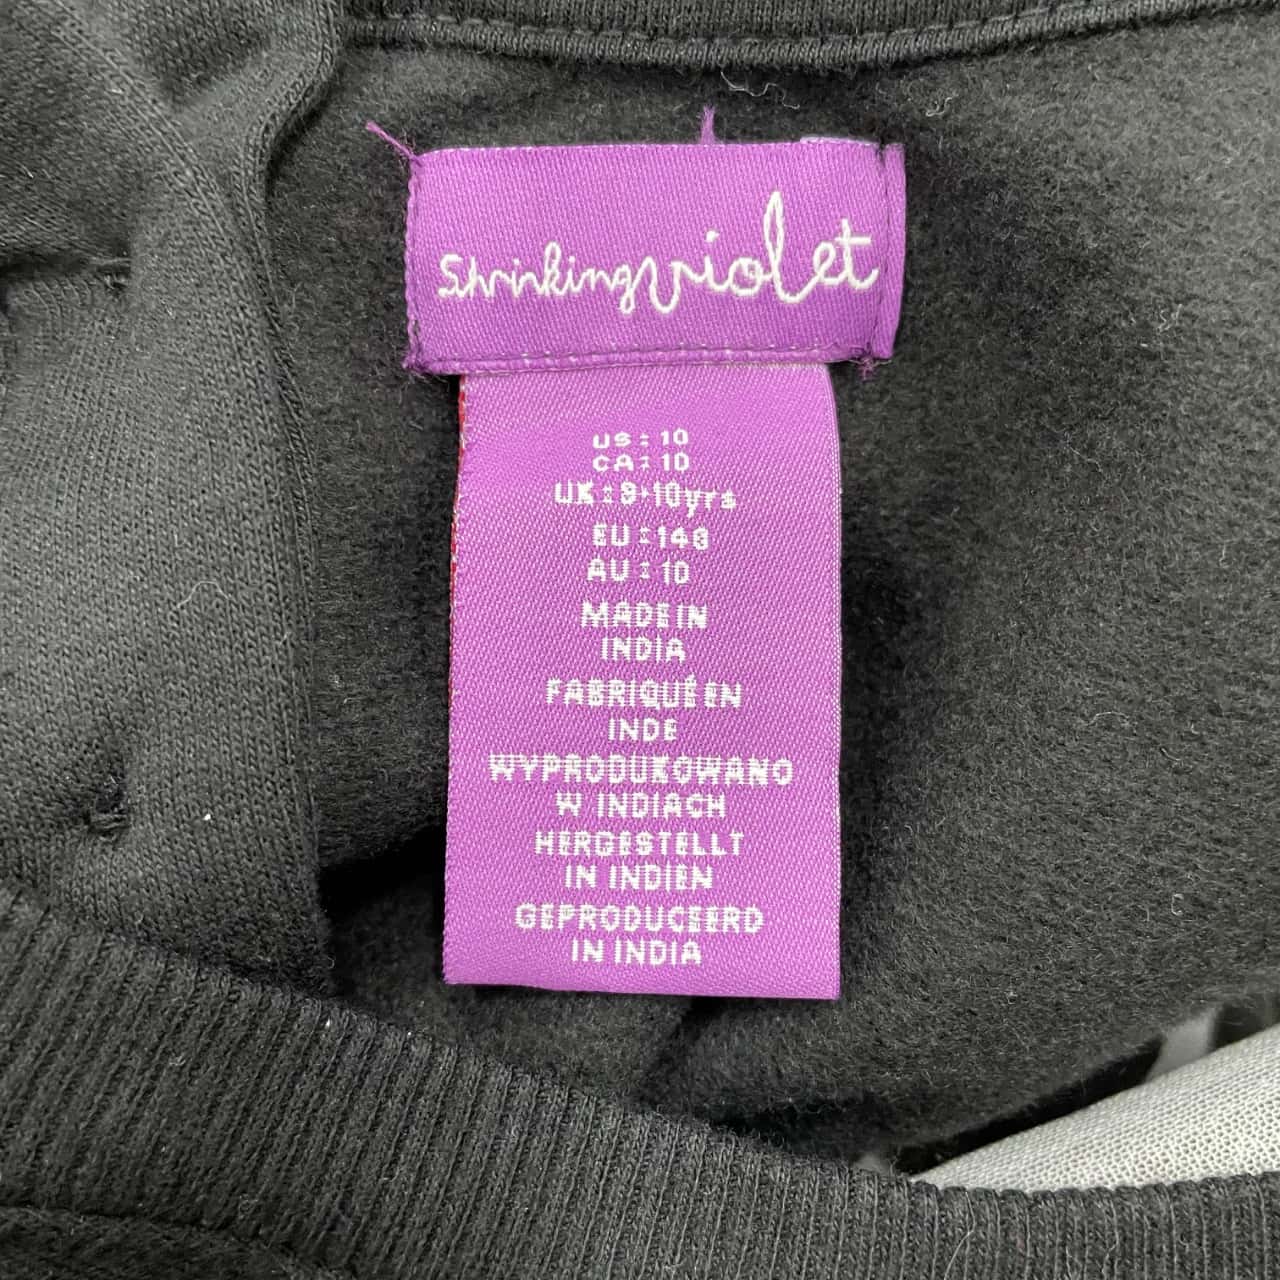 Shrinkingviolet
US : 10
CA : 10
UK : 9-10yrs
EU : 140
AU : 10
MADE IN
INDIA
FABRIQUÉ EN
INDE
WYPRODUKOWANO
W INDIACH
HERGESTELLT
IN INDIEN
GEPRODUCEERD
IN INDIA